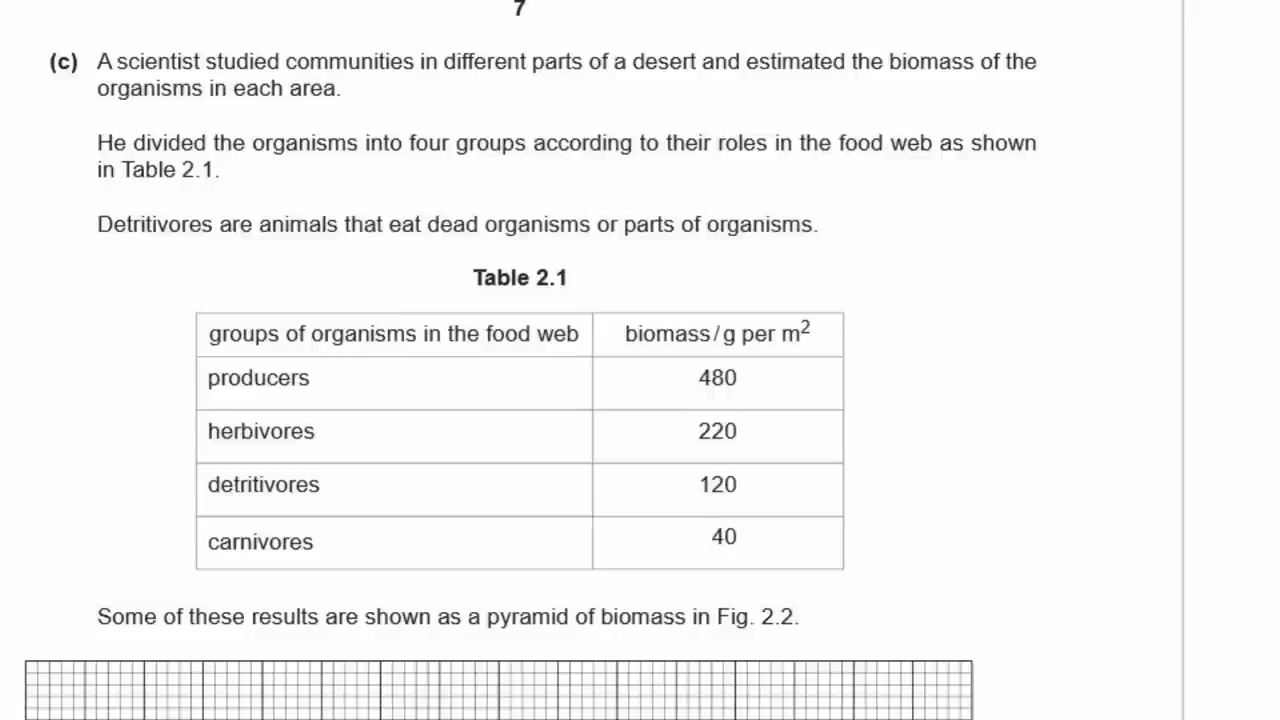 7
(c) A scientist studied communities in different parts of a desert and estimated the biomass of the
organisms in each area.
He divided the organisms into four groups according to their roles in the food web as shown
in Table 2.1.
Detritivores are animals that eat dead organisms or parts of organisms.
Table 2.1
groups of organisms in the food web biomass/g per m²
producers 480
herbivores 220
detritivores 120
carnivores 40
Some of these results are shown as a pyramid of biomass in Fig. 2.2.